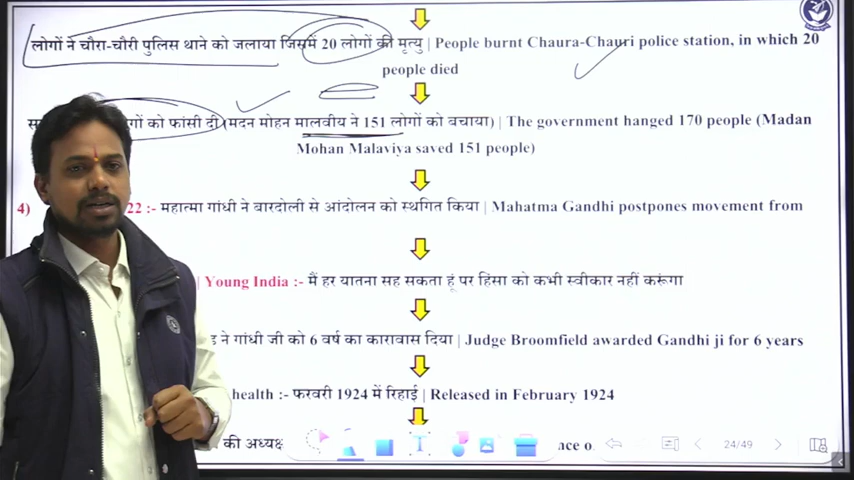 लोगों ने चौरा-चौरी पुलिस थाने को जलाया जिसमें 20 लोगों की मृत्यु | People burnt Chaura-Chauri police station, in which 20
people died
लोगों को फांसी दी (मदन मोहन मालवीय ने 151 लोगों को बचाया) | The government hanged 170 people (Madan
Mohan Malaviya saved 151 people)
4) 22 :- महात्मा गांधी ने बारदोली से आंदोलन को स्थगित किया | Mahatma Gandhi postpones movement from
| Young India :- मैं हर यातना सह सकता हूं पर हिंसा को कभी स्वीकार नहीं करूंगा
ने गांधी जी को 6 वर्ष का कारावास दिया | Judge Broomfield awarded Gandhi ji for 6 years
health :- फरवरी 1924 में रिहाई | Released in February 1924
की अध्यक्ष
24/49